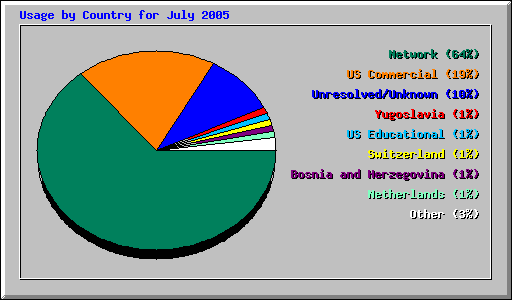 Usage by Country for July 2005
Network (64%)
US Commercial (19%)
Unresolved/Unknown (10%)
Yugoslavia (1%)
US Educational (1%)
Switzerland (1%)
Bosnia and Herzegovina (1%)
Netherlands (1%)
Other (3%)